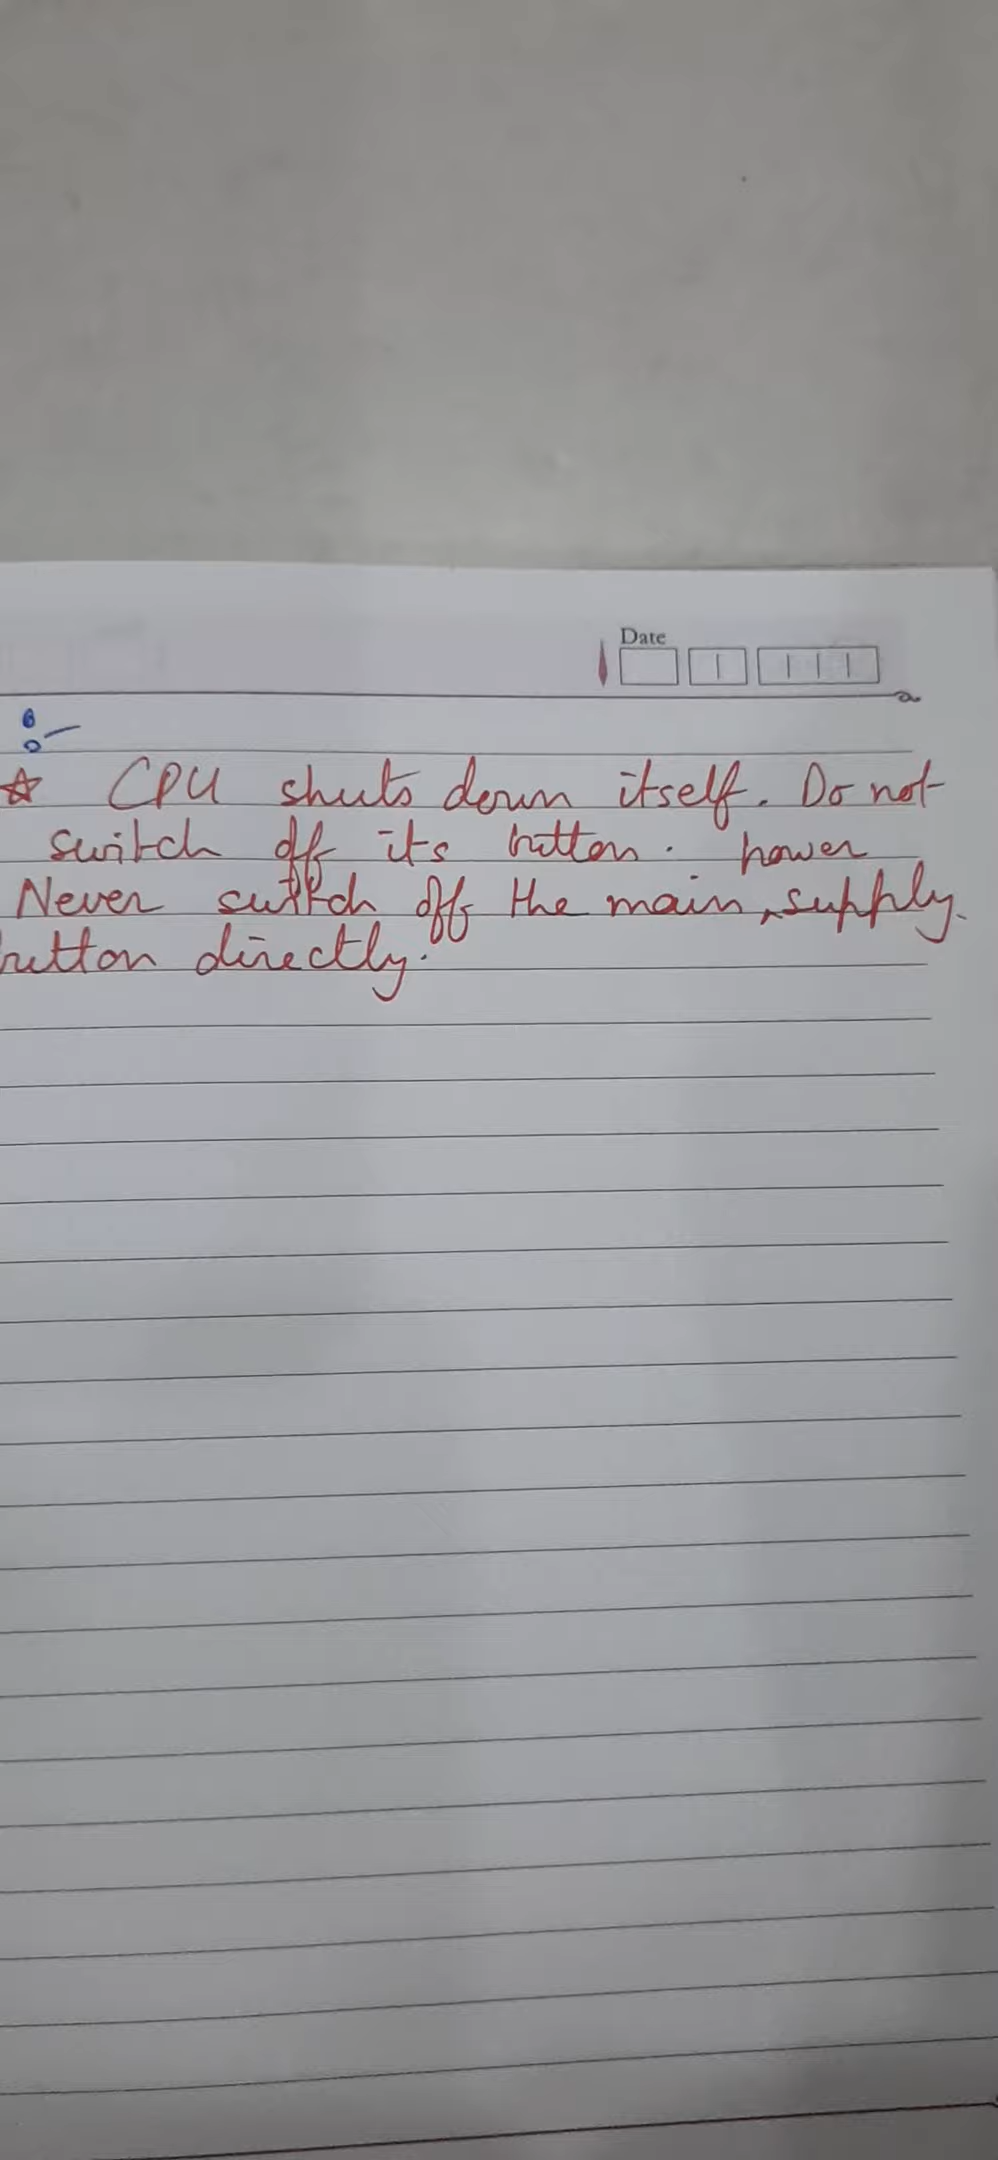 Date
:-
☆ CPU shuts down itself. Do not
switch off its button.
power
Never switch off the main ^ supply
button directly.